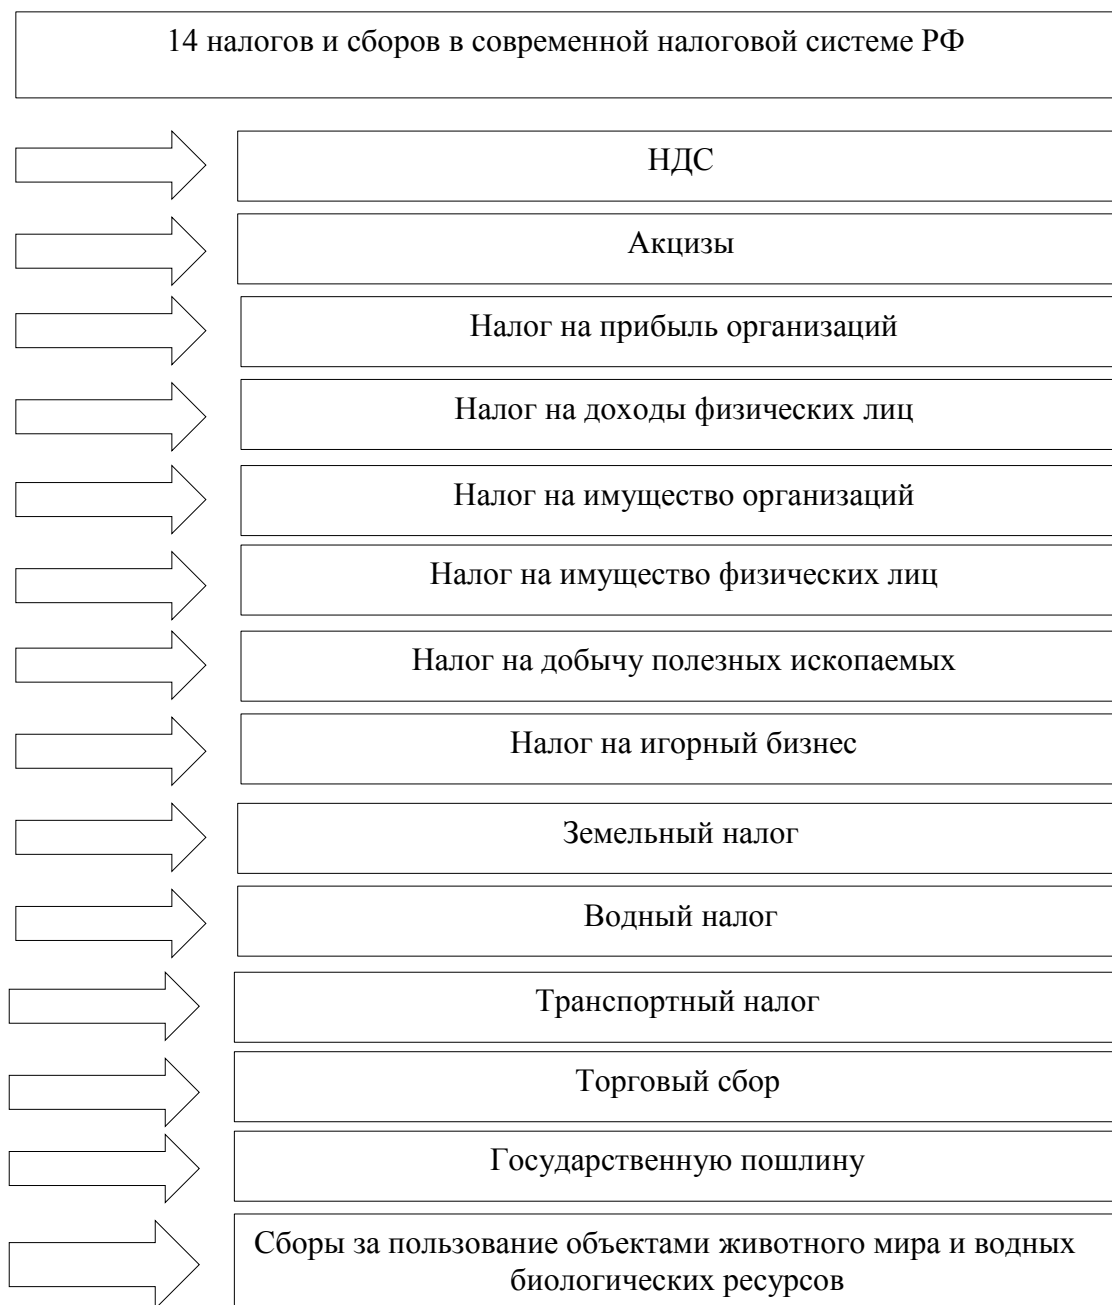 14 налогов и сборов в современной налоговой системе РФ
НДС
Акцизы
Налог на прибыль организаций
Налог на доходы физических лиц
Налог на имущество организаций
Налог на имущество физических лиц
Налог на добычу полезных ископаемых
Налог на игорный бизнес
Земельный налог
Водный налог
Транспортный налог
Торговый сбор
Государственную пошлину
Сборы за пользование объектами животного мира и водных
биологических ресурсов